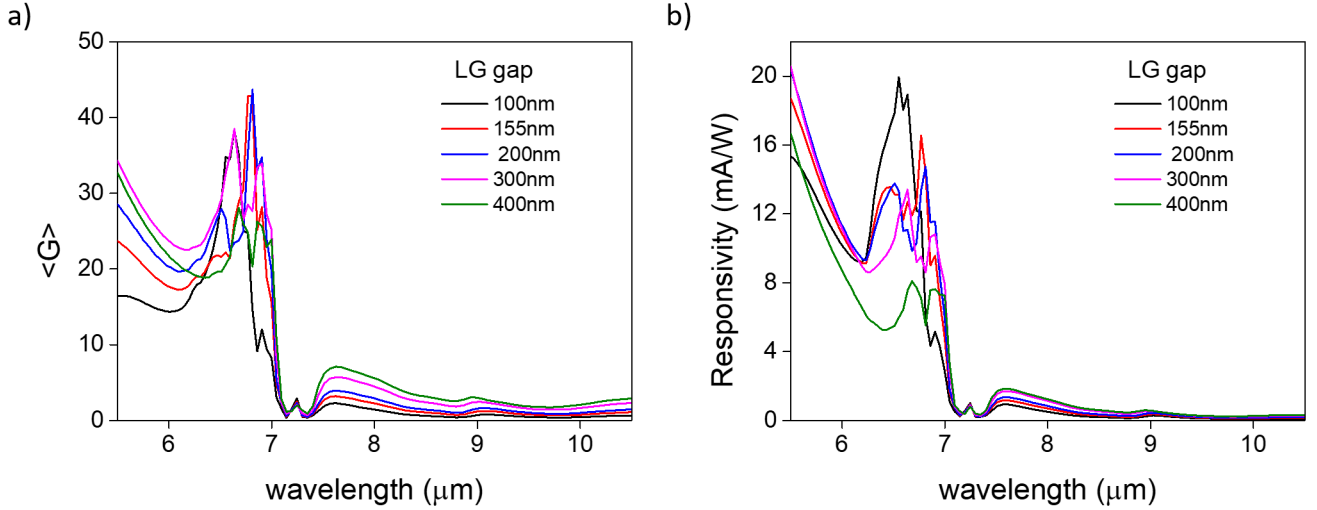 a)
50
40
30
20
10
0
<G>
LG gap
100nm
155nm
200nm
300nm
400nm
6 7 8 9 10
wavelength (μm)
b)
20
16
12
8
4
0
Responsivity (mA/W)
LG gap
100nm
155nm
200nm
300nm
400nm
6 7 8 9 10
wavelength (μm)